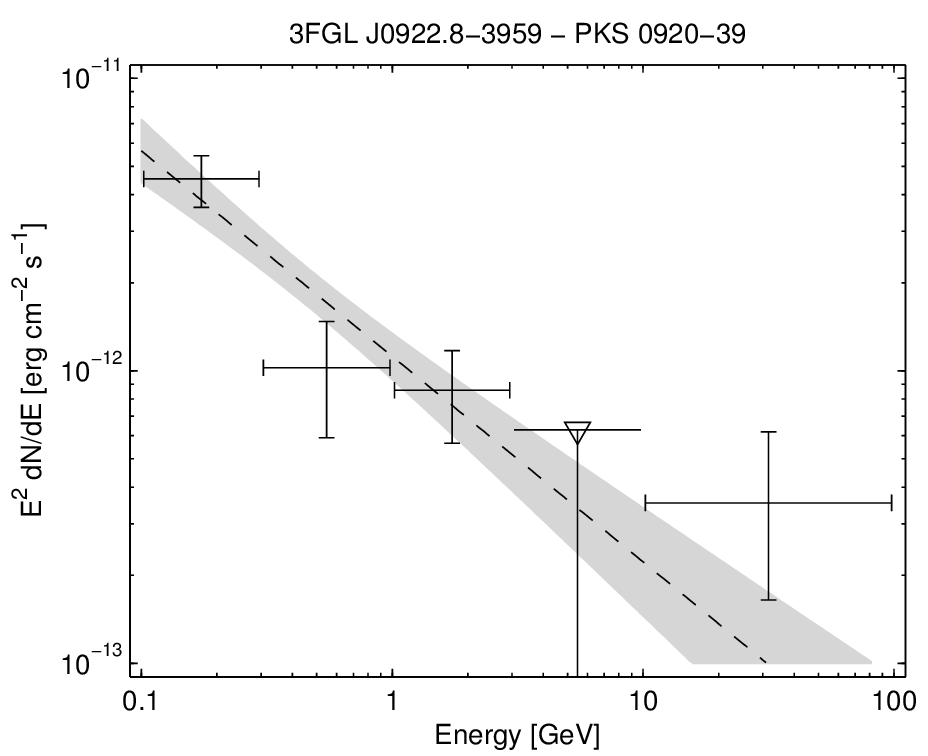 3FGL J0922.8−3959 − PKS 0920−39
10⁻¹¹
10⁻¹²
10⁻¹³
E² dN/dE [erg cm⁻² s⁻¹]
0.1 1 10 100
Energy [GeV]